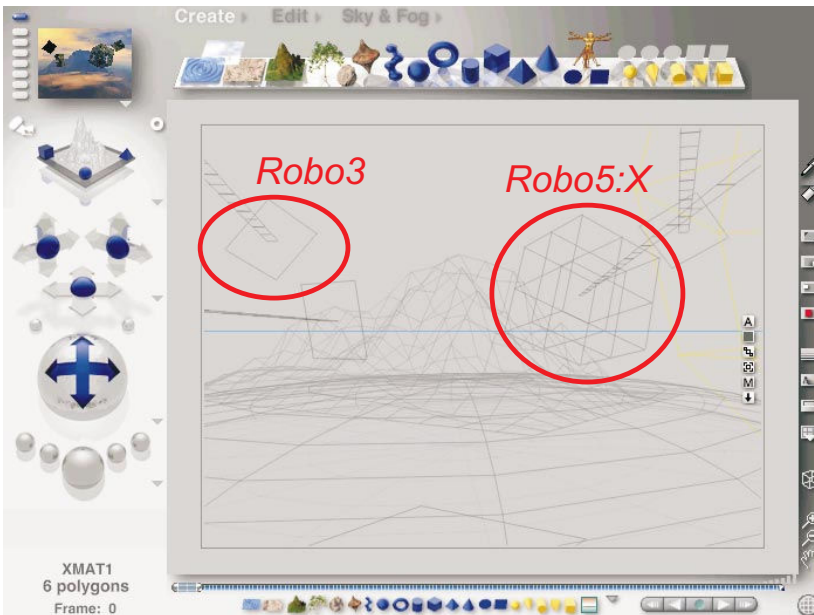 Create Edit Sky & Fog
Robo3
Robo5:X
A
M
XMAT1
6 polygons
Frame: 0